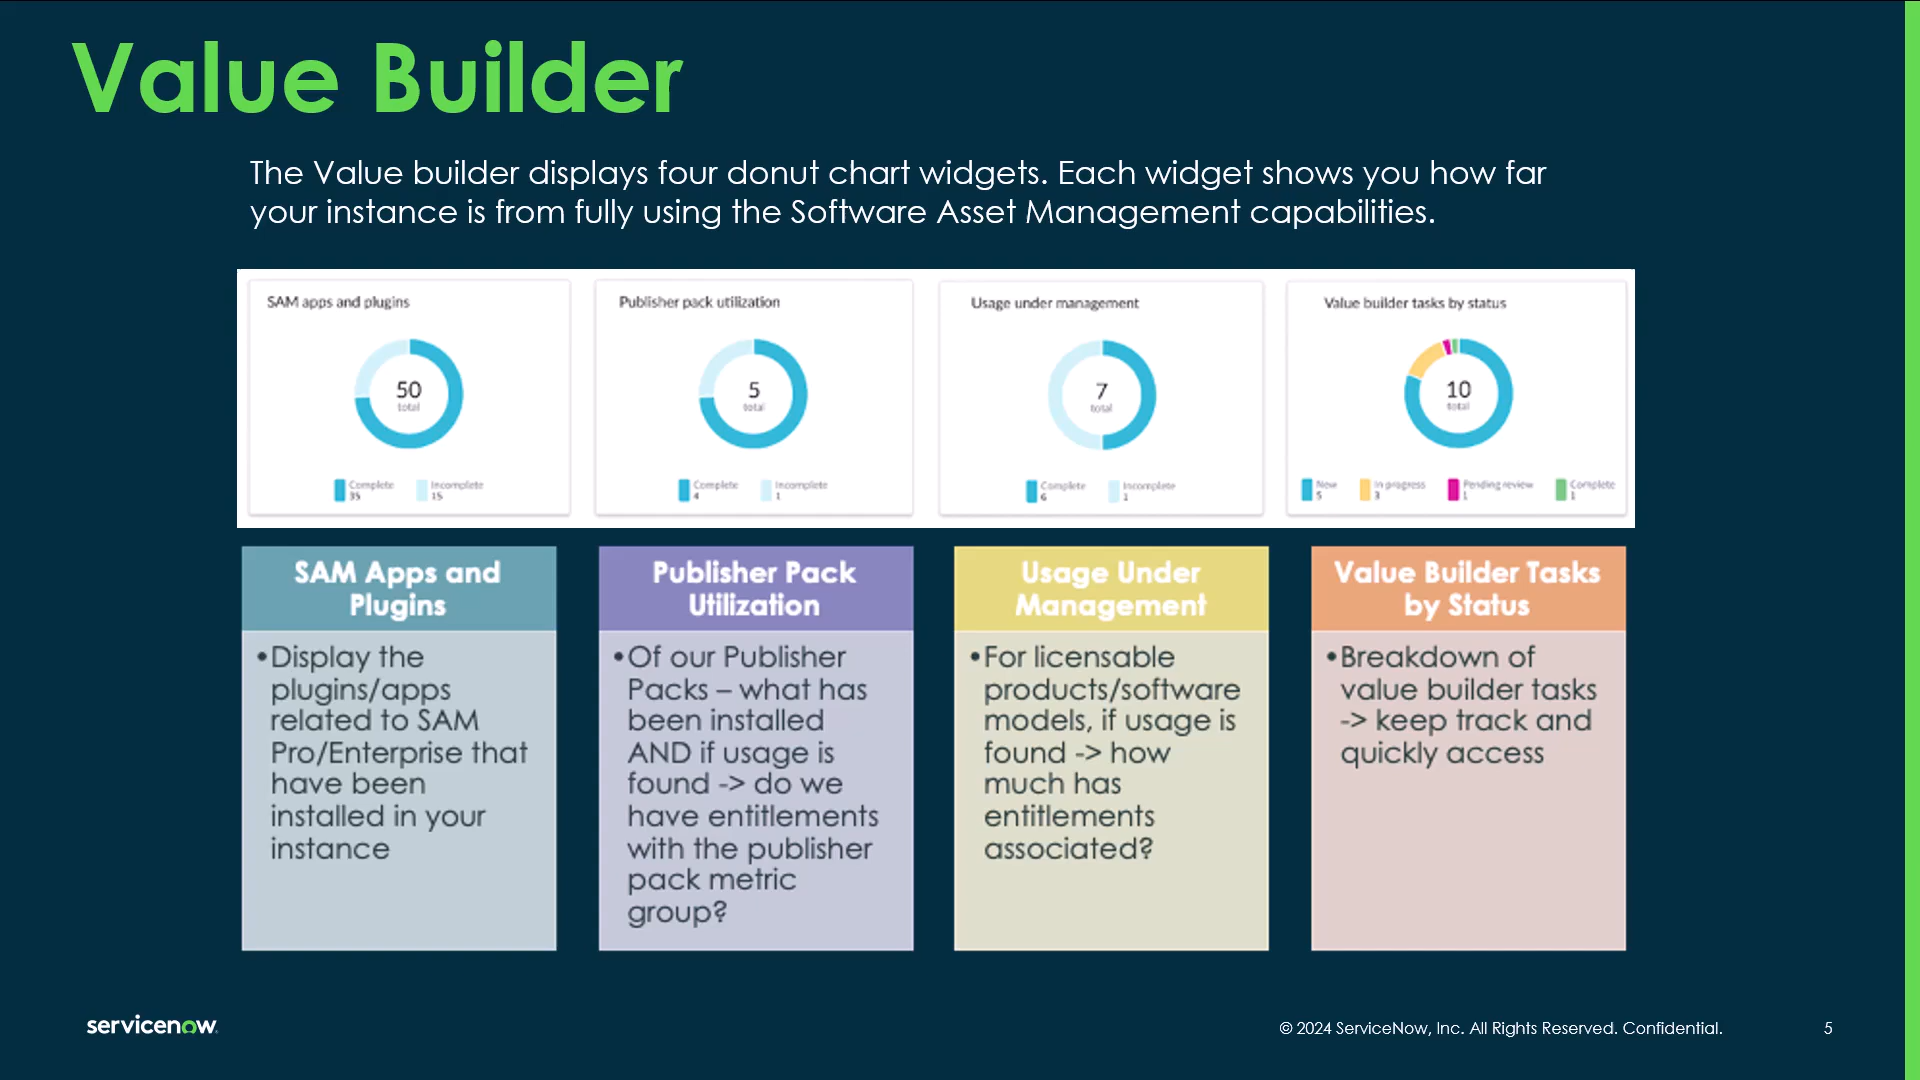 Value Builder
The Value builder displays four donut chart widgets. Each widget shows you how far
your instance is from fully using the Software Asset Management capabilities.
SAM apps and plugins
50
total
Complete
35
Incomplete
15
Publisher pack utilization
5
total
Complete
4
Incomplete
1
Usage under management
7
total
Complete
6
Incomplete
1
Value builder tasks by status
10
total
New
5
In progress
3
Pending review
1
Complete
1
SAM Apps and
Plugins
•Display the
plugins/apps
related to SAM
Pro/Enterprise that
have been
installed in your
instance
Publisher Pack
Utilization
•Of our Publisher
Packs – what has
been installed
AND if usage is
found -> do we
have entitlements
with the publisher
pack metric
group?
Usage Under
Management
•For licensable
products/software
models, if usage is
found -> how
much has
entitlements
associated?
Value Builder Tasks
by Status
•Breakdown of
value builder tasks
-> keep track and
quickly access
servicenow
© 2024 ServiceNow, Inc. All Rights Reserved. Confidential.
5